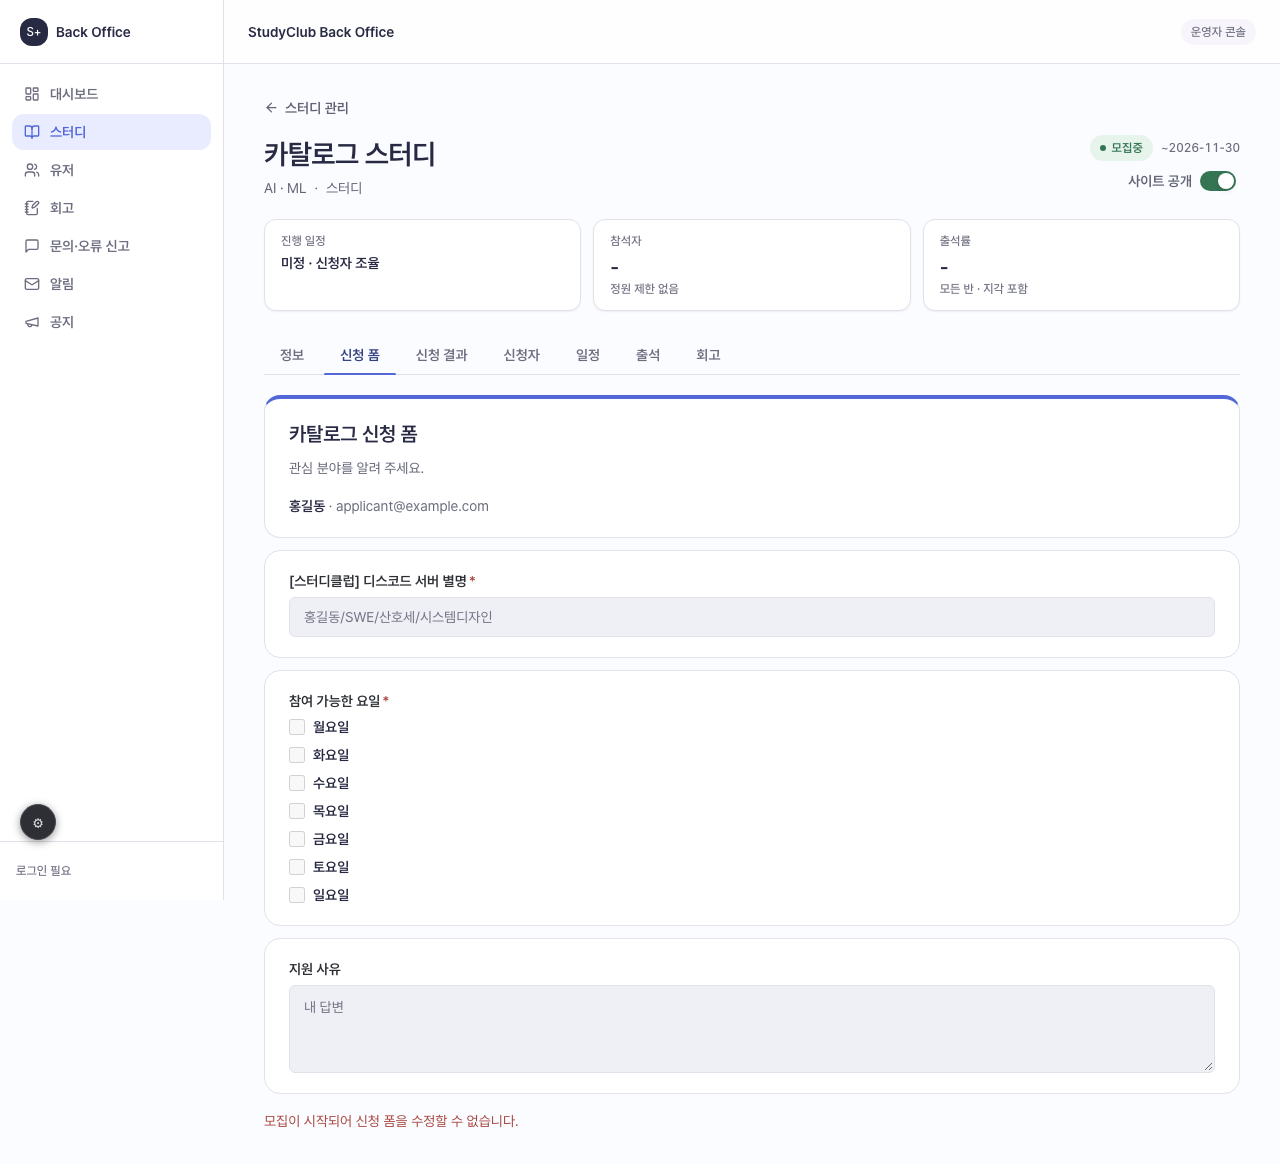 S+ Back Office
StudyClub Back Office
운영자 콘솔
대시보드
스터디
유저
회고
문의·오류 신고
알림
공지
로그인 필요
← 스터디 관리
카탈로그 스터디
AI · ML · 스터디
모집중 ~2026-11-30
사이트 공개
진행 일정
미정 · 신청자 조율
참석자
-
정원 제한 없음
출석률
-
모든 반 · 지각 포함
정보 신청 폼 신청 결과 신청자 일정 출석 회고
카탈로그 신청 폼
관심 분야를 알려 주세요.
홍길동 · applicant@example.com
[스터디클럽] 디스코드 서버 별명 *
홍길동/SWE/산호세/시스템디자인
참여 가능한 요일 *
월요일
화요일
수요일
목요일
금요일
토요일
일요일
지원 사유
내 답변
모집이 시작되어 신청 폼을 수정할 수 없습니다.